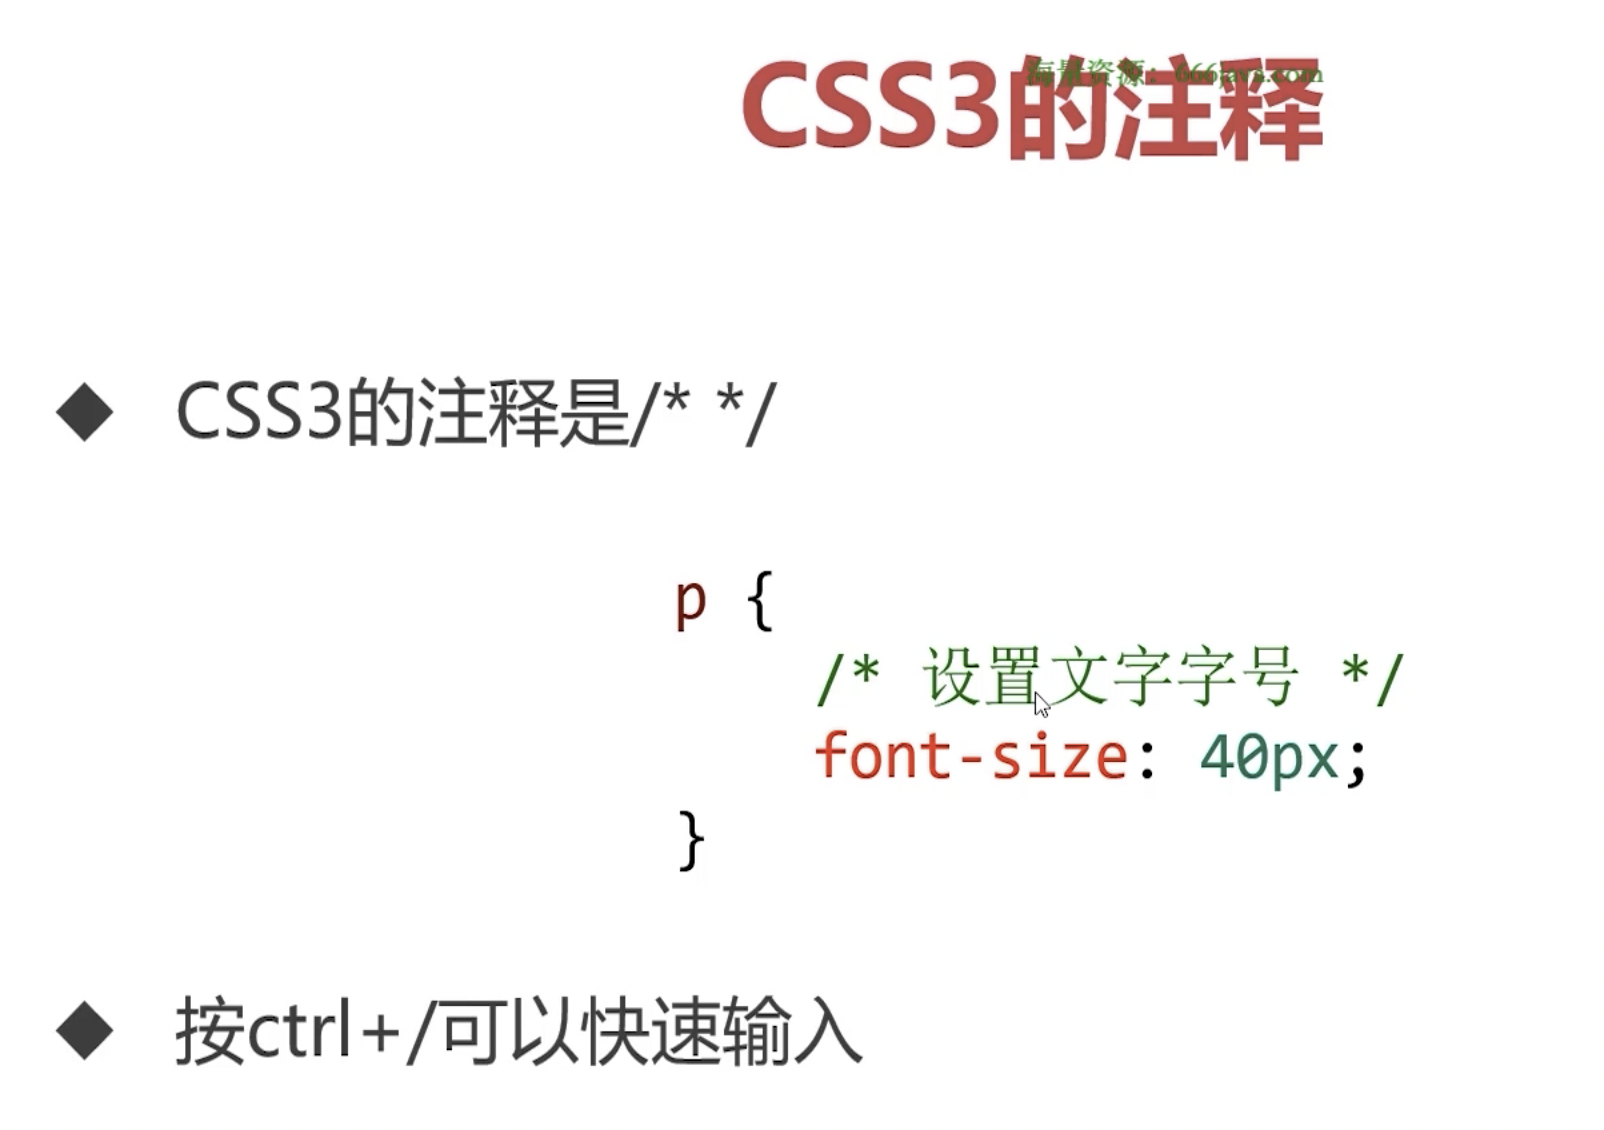 海量资源：666javs.com
CSS3的注释
◆ CSS3的注释是/* */
p {
/* 设置文字字号 */
font-size: 40px;
}
◆ 按ctrl+/可以快速输入